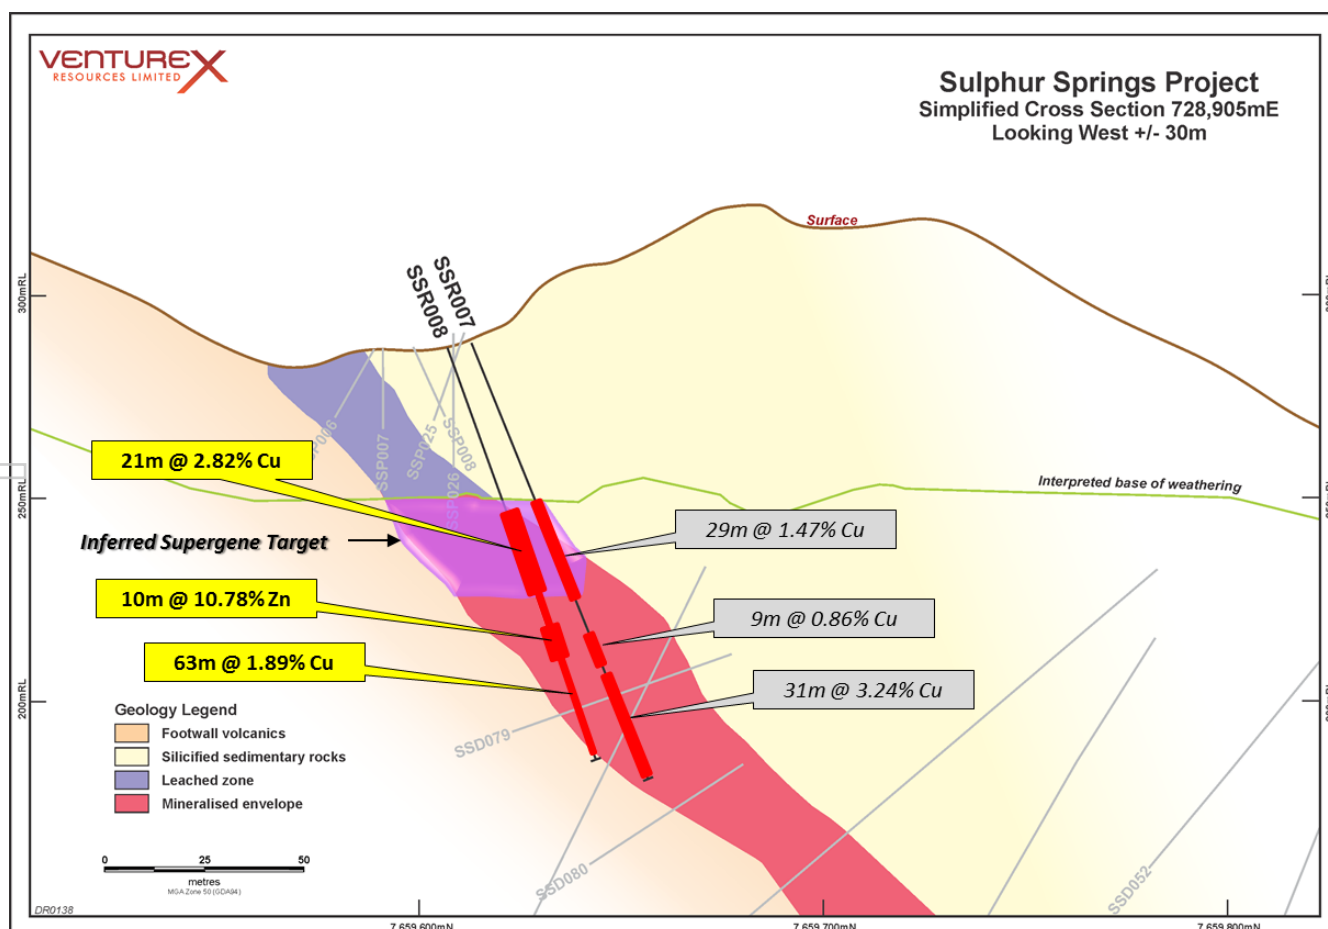 VENTUREX
RESOURCES LIMITED
Sulphur Springs Project
Simplified Cross Section 728,905mE
Looking West +/- 30m
Surface
SSR007
SSR008
300mRL
SSP007
SSP025
SSP008
SSP026
21m @ 2.82% Cu
Interpreted base of weathering
250mRL
Inferred Supergene Target
29m @ 1.47% Cu
10m @ 10.78% Zn
9m @ 0.86% Cu
63m @ 1.89% Cu
31m @ 3.24% Cu
200mRL
Geology Legend
Footwall volcanics
Silicified sedimentary rocks
Leached zone
Mineralised envelope
SSD079
SSD080
SSD052
0 25 50
metres
MGA Zone 50 (GDA94)
DR0138
7,659,600mN 7,659,700mN 7,659,800mN